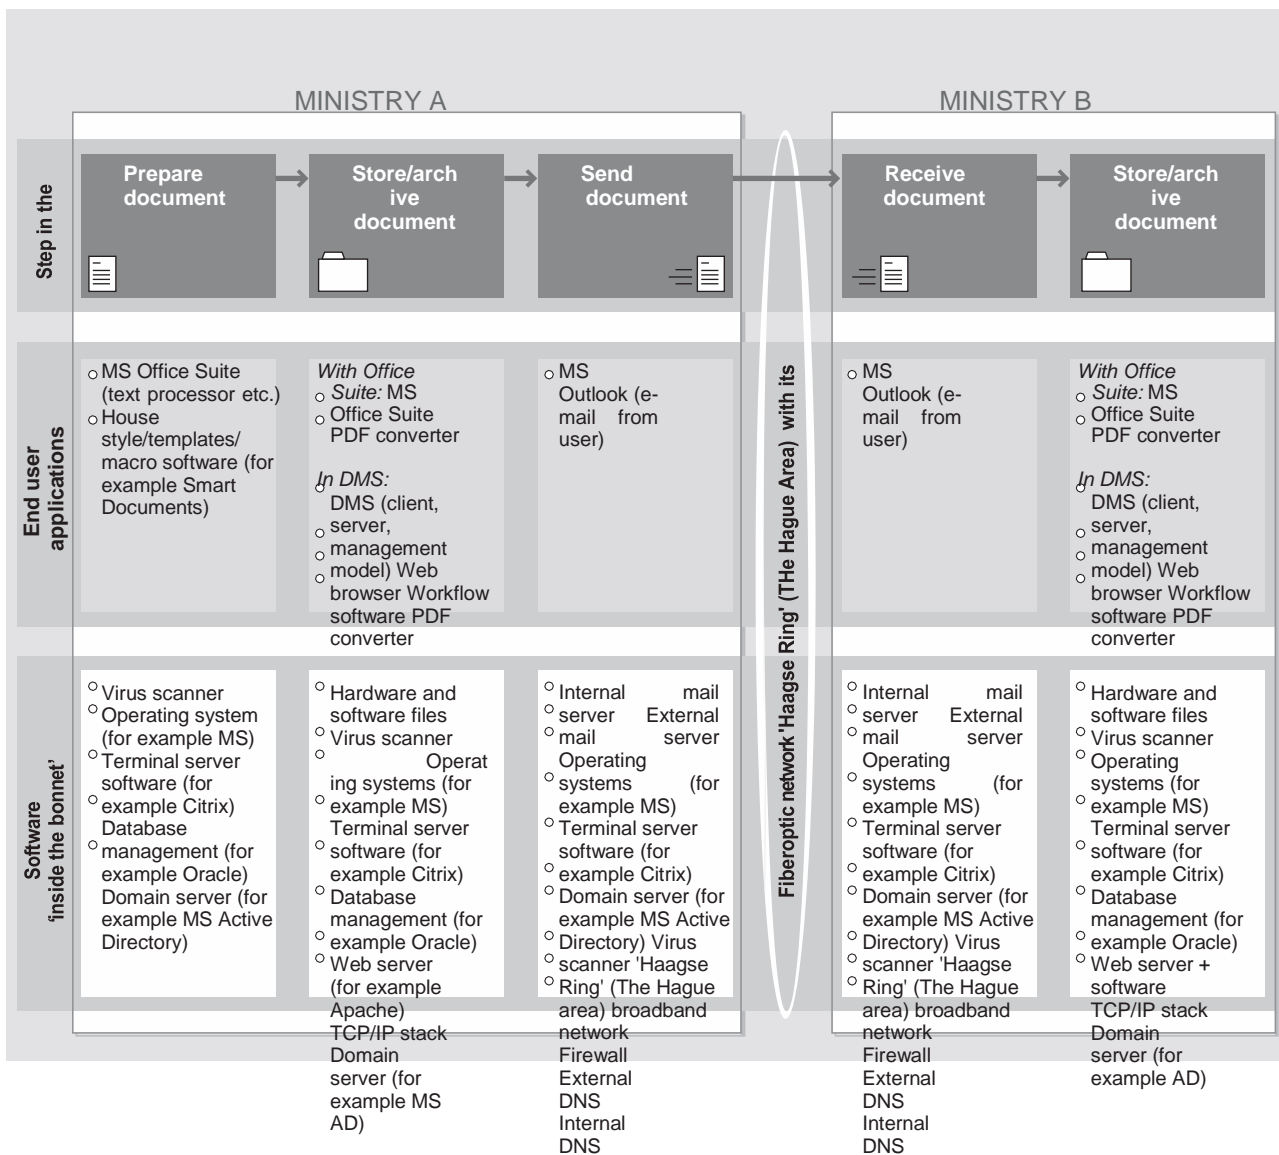 MINISTRY A
MINISTRY B
Step in the
Prepare
document
Store/arch
ive
document
Send
document
Receive
document
Store/arch
ive
document
End user
applications
MS Office Suite
(text processor etc.)
House
style/templates/
macro software (for
example Smart
Documents)
With Office
Suite: MS
Office Suite
PDF converter
In DMS:
DMS (client,
server,
management
model) Web
browser Workflow
software PDF
converter
MS
Outlook (e-
mail from
user)
Fiberoptic network 'Haagse Ring' (THe Hague Area) with its
MS
Outlook (e-
mail from
user)
With Office
Suite: MS
Office Suite
PDF converter
In DMS:
DMS (client,
server,
management
model) Web
browser Workflow
software PDF
converter
Software
‘inside the bonnet’
Virus scanner
Operating system
(for example MS)
Terminal server
software (for
example Citrix)
Database
management (for
example Oracle)
Domain server (for
example MS Active
Directory)
Hardware and
software files
Virus scanner
Operat
ing systems (for
example MS)
Terminal server
software (for
example Citrix)
Database
management (for
example Oracle)
Web server
(for example
Apache)
TCP/IP stack
Domain
server (for
example MS
AD)
Internal mail
server External
mail server
Operating
systems (for
example MS)
Terminal server
software (for
example Citrix)
Domain server (for
example MS Active
Directory) Virus
scanner 'Haagse
Ring' (The Hague
area) broadband
network
Firewall
External
DNS
Internal
DNS
Internal mail
server External
mail server
Operating
systems (for
example MS)
Terminal server
software (for
example Citrix)
Domain server (for
example MS Active
Directory) Virus
scanner 'Haagse
Ring' (The Hague
area) broadband
network
Firewall
External
DNS
Internal
DNS
Hardware and
software files
Virus scanner
Operating
systems (for
example MS)
Terminal server
software (for
example Citrix)
Database
management (for
example Oracle)
Web server +
software
TCP/IP stack
Domain
server (for
example AD)